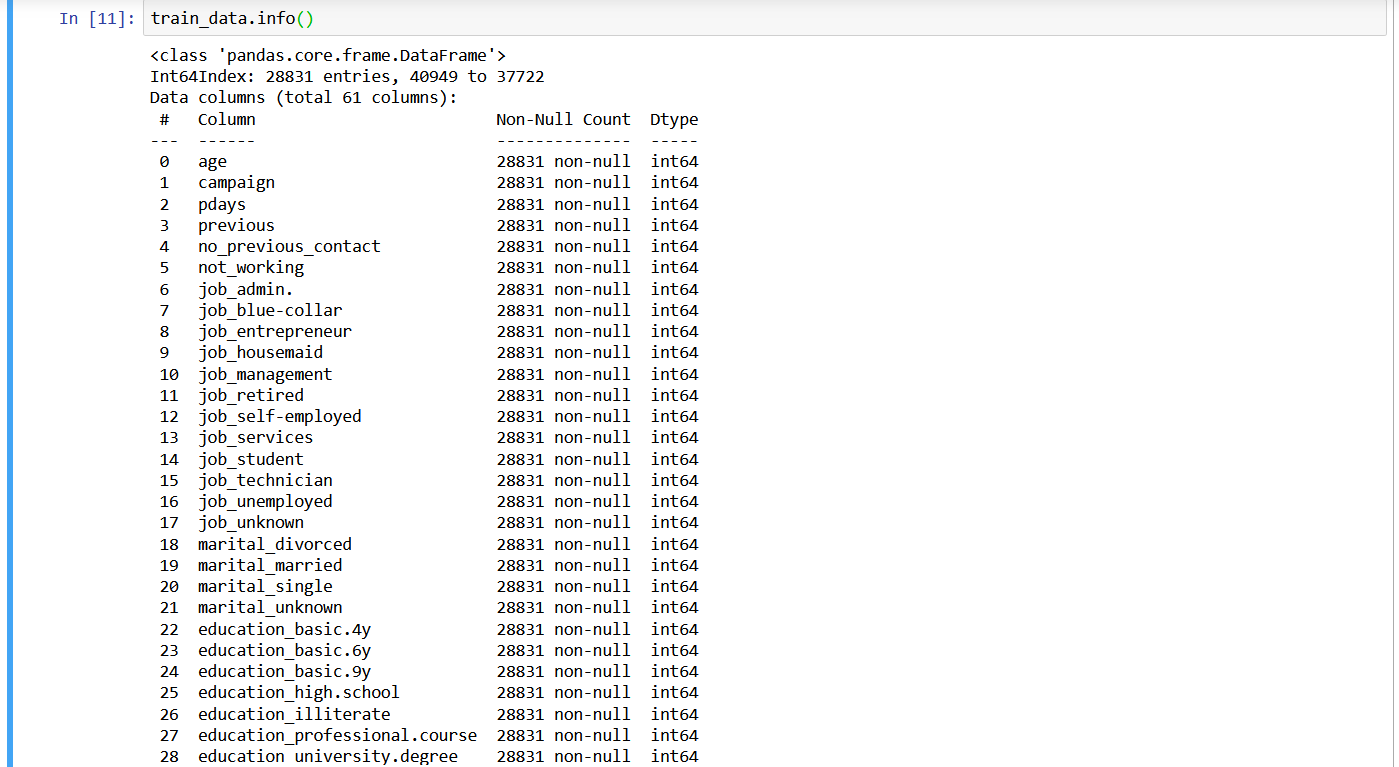 In [11]: train_data.info()
<class 'pandas.core.frame.DataFrame'>
Int64Index: 28831 entries, 40949 to 37722
Data columns (total 61 columns):
 #   Column                         Non-Null Count  Dtype
---  ------                         --------------  -----
 0   age                            28831 non-null  int64
 1   campaign                       28831 non-null  int64
 2   pdays                          28831 non-null  int64
 3   previous                       28831 non-null  int64
 4   no_previous_contact            28831 non-null  int64
 5   not_working                    28831 non-null  int64
 6   job_admin.                     28831 non-null  int64
 7   job_blue-collar                28831 non-null  int64
 8   job_entrepreneur               28831 non-null  int64
 9   job_housemaid                  28831 non-null  int64
 10  job_management                 28831 non-null  int64
 11  job_retired                    28831 non-null  int64
 12  job_self-employed              28831 non-null  int64
 13  job_services                   28831 non-null  int64
 14  job_student                    28831 non-null  int64
 15  job_technician                 28831 non-null  int64
 16  job_unemployed                 28831 non-null  int64
 17  job_unknown                    28831 non-null  int64
 18  marital_divorced               28831 non-null  int64
 19  marital_married                28831 non-null  int64
 20  marital_single                 28831 non-null  int64
 21  marital_unknown                28831 non-null  int64
 22  education_basic.4y             28831 non-null  int64
 23  education_basic.6y             28831 non-null  int64
 24  education_basic.9y             28831 non-null  int64
 25  education_high.school          28831 non-null  int64
 26  education_illiterate           28831 non-null  int64
 27  education_professional.course  28831 non-null  int64
 28  education_university.degree    28831 non-null  int64